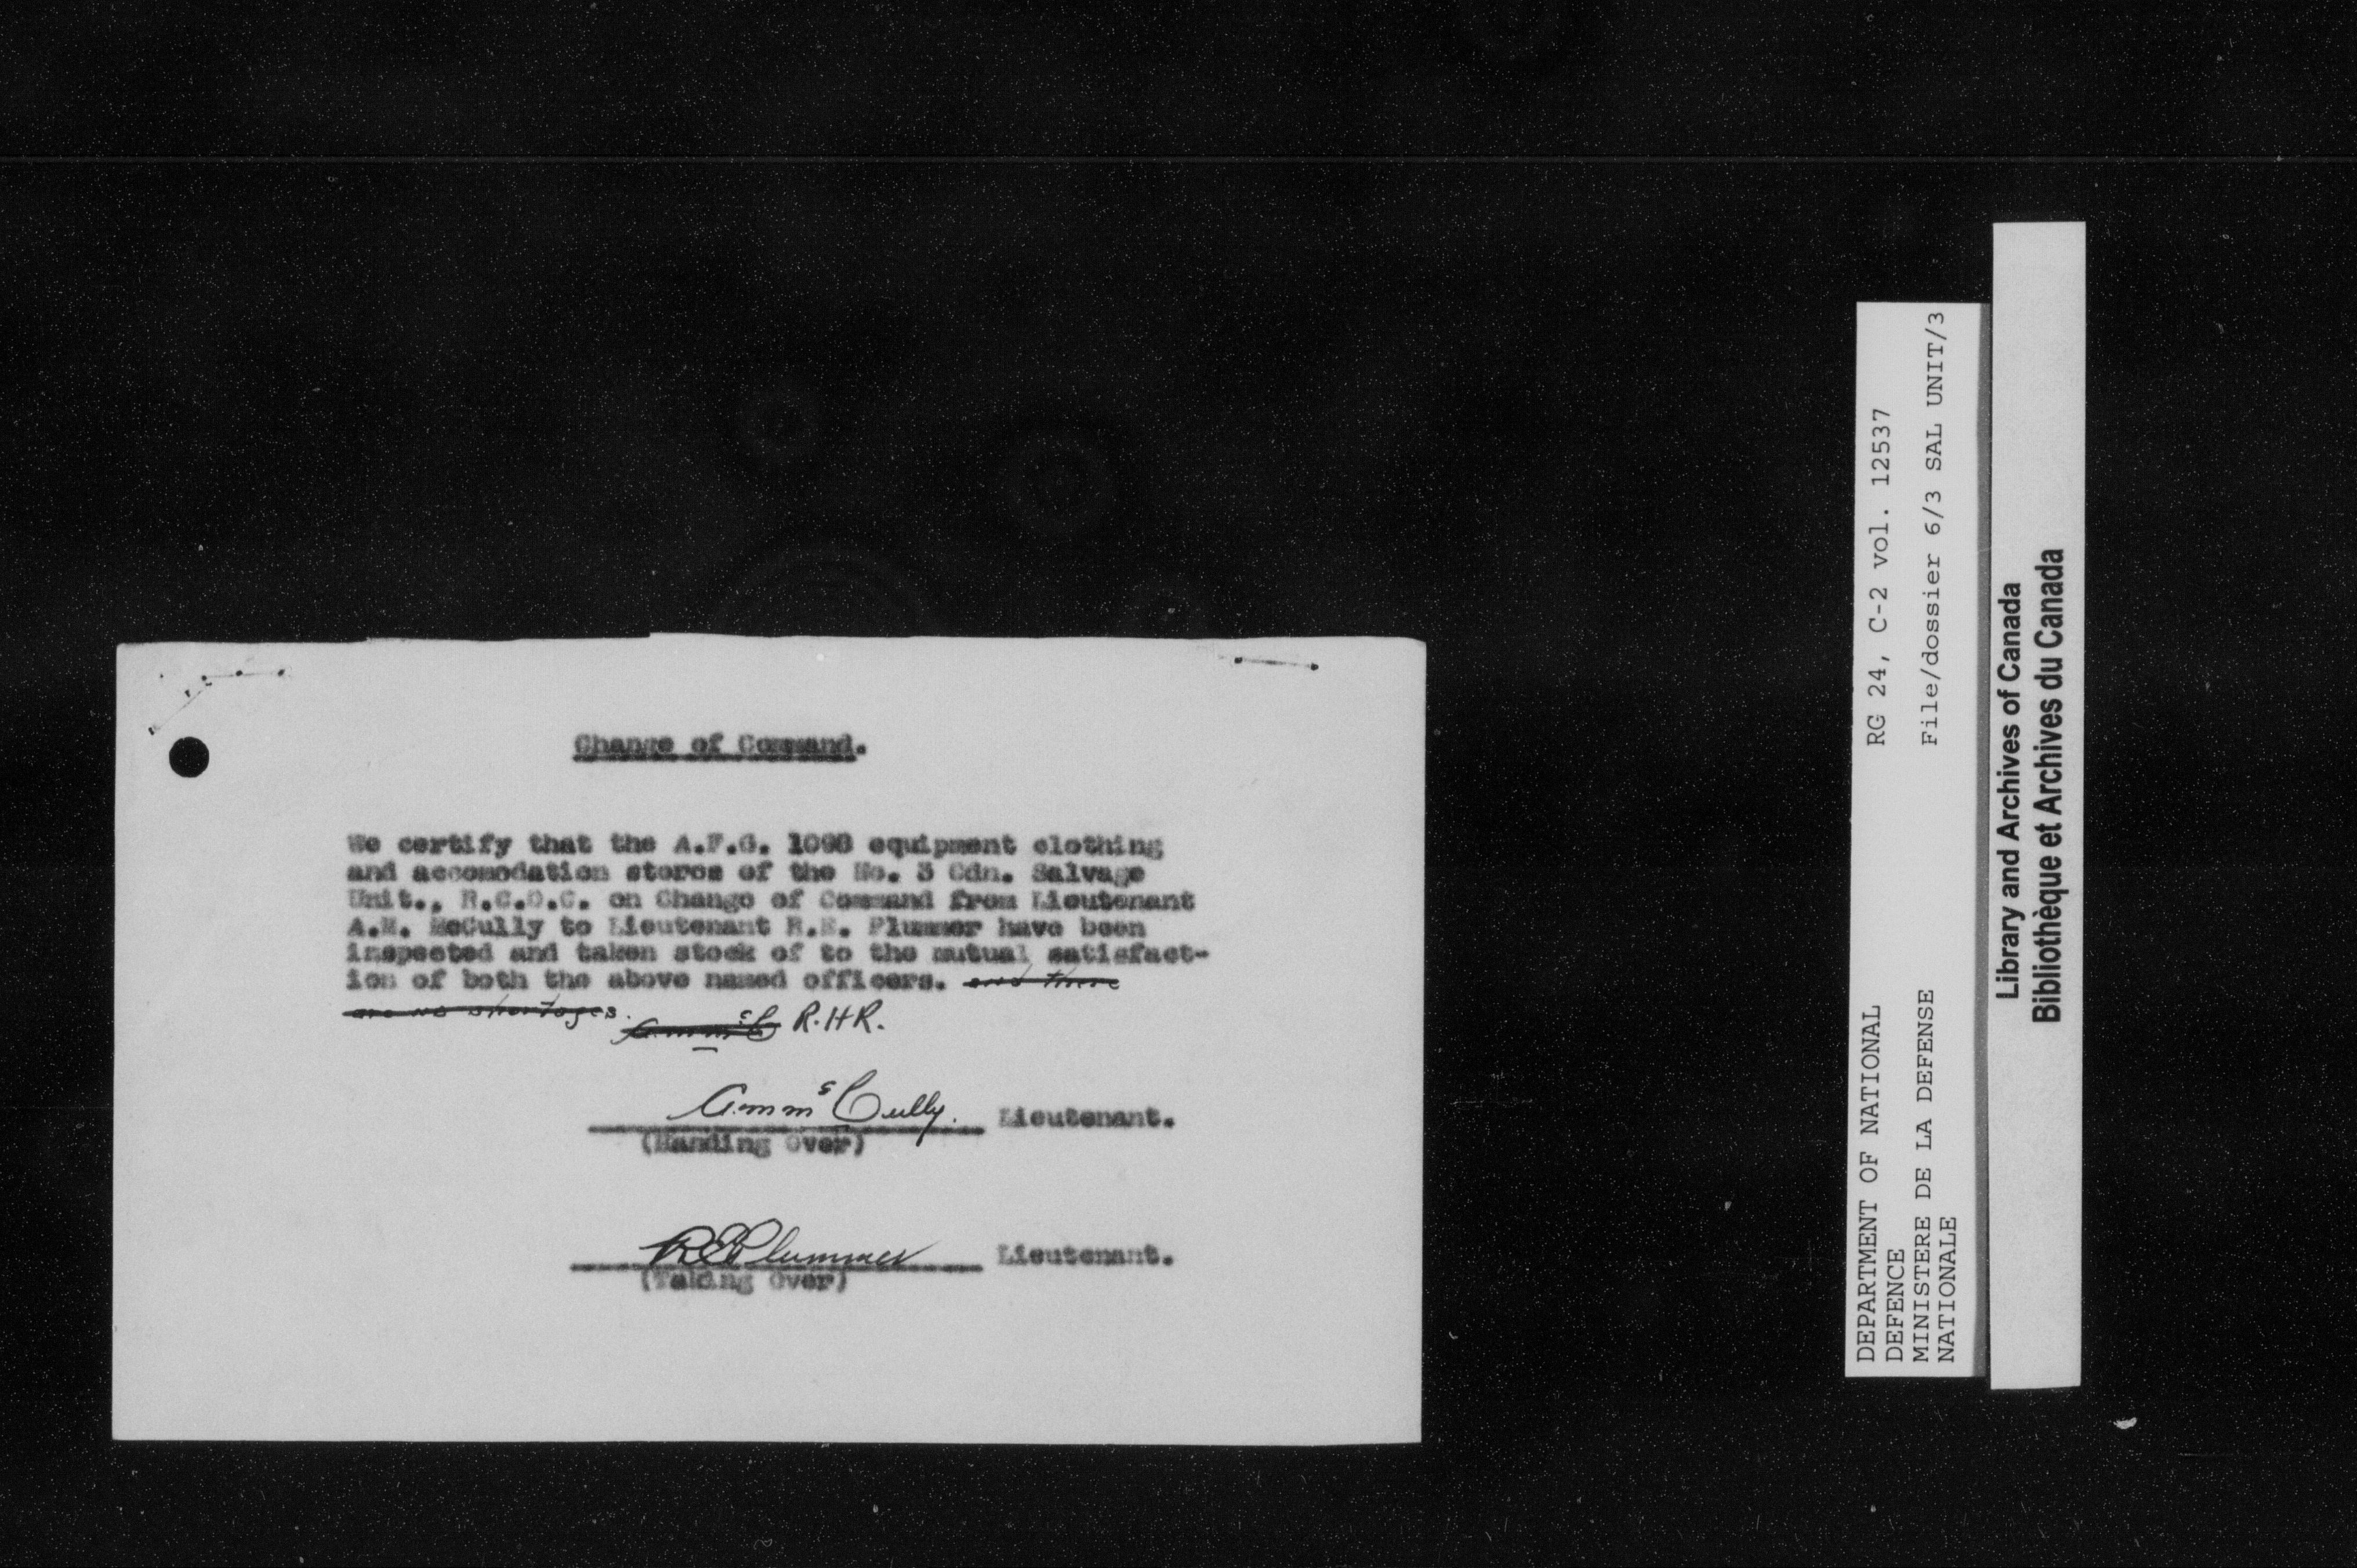 Change of Command.
We certify that the A.F.G. 1098 equipment clothing
and accomodation stores of the No. 3 Cdn. Salvage
Unit., R.C.O.C. on Change of Command from Lieutenant
A.M. McCully to Lieutenant R.E. Plummer have been
inspected and taken stock of to the mutual satisfact-
ion of both the above named officers. and there
are no shortages.
AMMcC R.H.R.
A.M.McCully. Lieutenant.
(Handing Over)
REPlummer Lieutenant.
(Taking Over)
DEPARTMENT OF NATIONAL
DEFENCE
MINISTERE DE LA DEFENSE
NATIONALE
RG 24, C-2 vol. 12537
File/dossier 6/3 SAL UNIT/3
Library and Archives of Canada
Bibliothèque et Archives du Canada